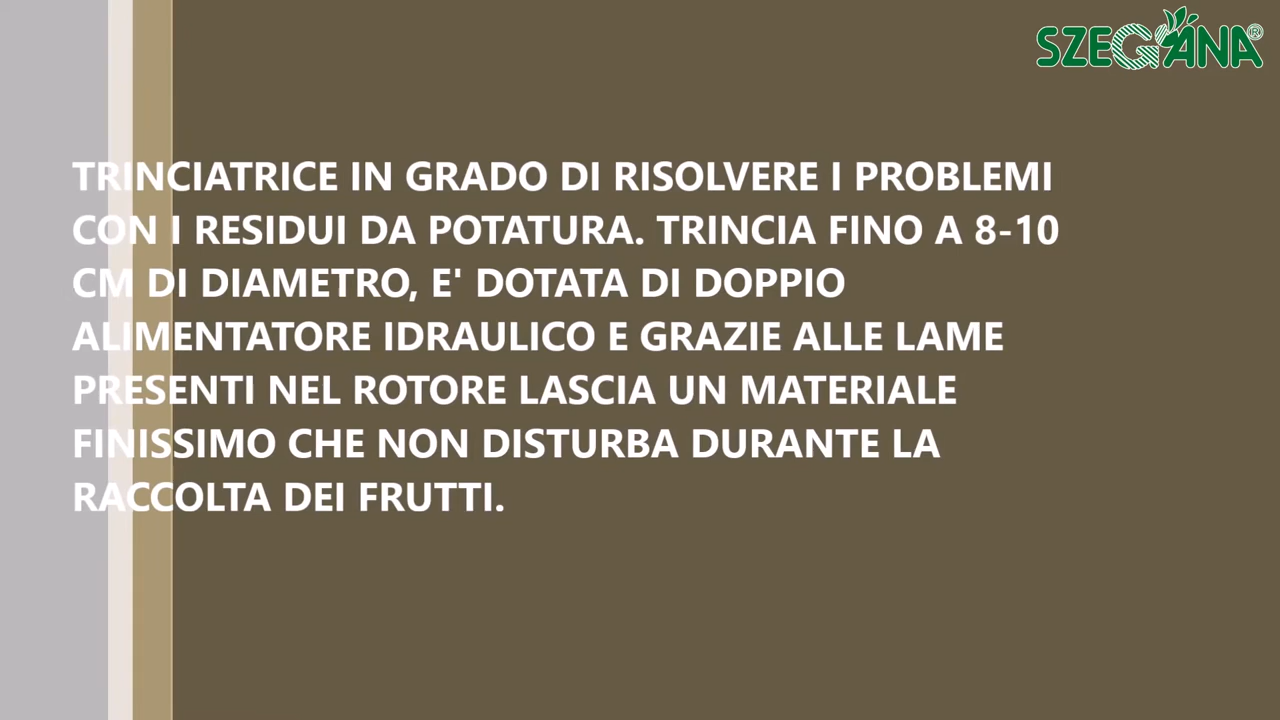 SZEGANA®
TRINCIATRICE IN GRADO DI RISOLVERE I PROBLEMI
CON I RESIDUI DA POTATURA. TRINCIA FINO A 8-10
CM DI DIAMETRO, E' DOTATA DI DOPPIO
ALIMENTATORE IDRAULICO E GRAZIE ALLE LAME
PRESENTI NEL ROTORE LASCIA UN MATERIALE
FINISSIMO CHE NON DISTURBA DURANTE LA
RACCOLTA DEI FRUTTI.